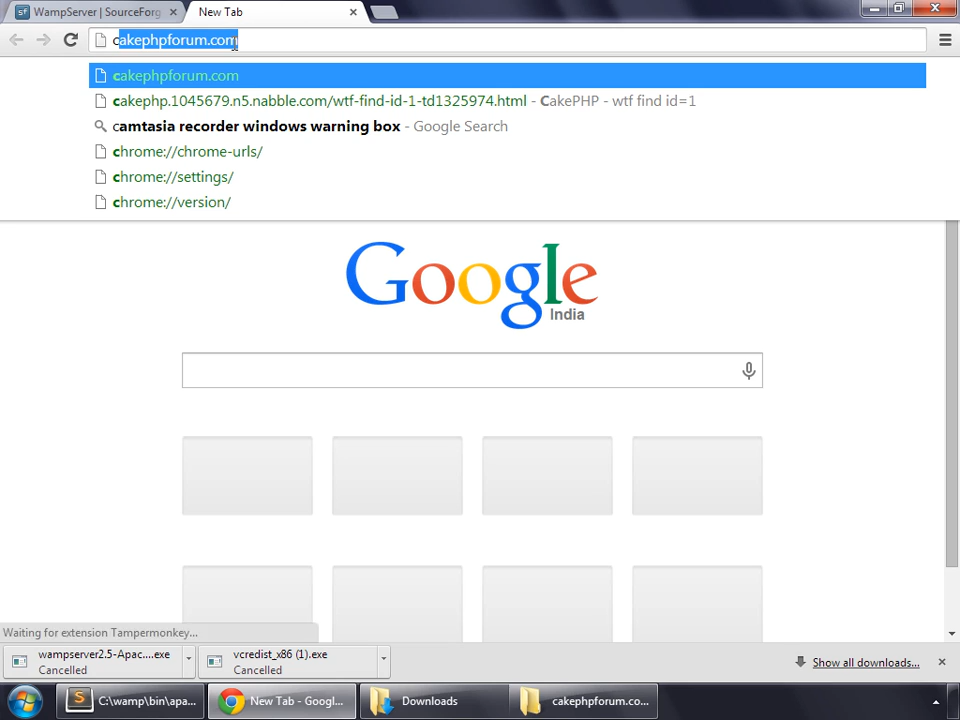 WampServer | SourceForg
New Tab
cakephpforum.com
cakephpforum.com
cakephp.1045679.n5.nabble.com/wtf-find-id-1-td1325974.html - CakePHP - wtf find id=1
camtasia recorder windows warning box - Google Search
chrome://chrome-urls/
chrome://settings/
chrome://version/
Google
India
Waiting for extension Tampermonkey...
wampserver2.5-Apac....exe
Cancelled
vcredist_x86 (1).exe
Cancelled
Show all downloads...
C:\wamp\bin\apa...
New Tab - Googl...
Downloads
cakephpforum.co...